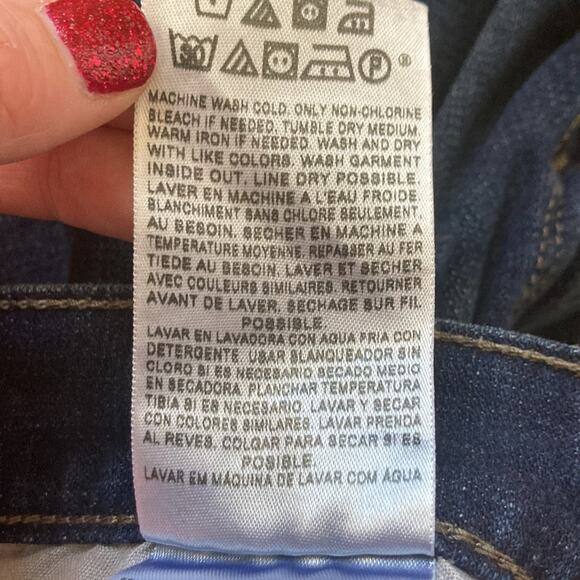 P ®
MACHINE WASH COLD. ONLY NON-CHLORINE
BLEACH IF NEEDED. TUMBLE DRY MEDIUM.
WARM IRON IF NEEDED. WASH AND DRY
WITH LIKE COLORS. WASH GARMENT
INSIDE OUT. LINE DRY POSSIBLE.
LAVER EN MACHINE A L'EAU FROIDE.
BLANCHIMENT SANS CHLORE SEULEMENT,
AU BESOIN. SECHER EN MACHINE A
TEMPERATURE MOYENNE. REPASSER AU FER
TIEDE AU BESOIN. LAVER ET SECHER
AVEC COULEURS SIMILAIRES. RETOURNER
AVANT DE LAVER. SECHAGE SUR FIL
POSSIBLE.
LAVAR EN LAVADORA CON AGUA FRIA CON
DETERGENTE. USAR BLANQUEADOR SIN
CLORO SI ES NECESARIO. SECADO MEDIO
EN SECADORA. PLANCHAR TEMPERATURA
TIBIA SI ES NECESARIO. LAVAR Y SECAR
CON COLORES SIMILARES. LAVAR PRENDA
AL REVES. COLGAR PARA SECAR SI ES
POSIBLE.
LAVAR EM MÁQUINA DE LAVAR COM ÁGUA